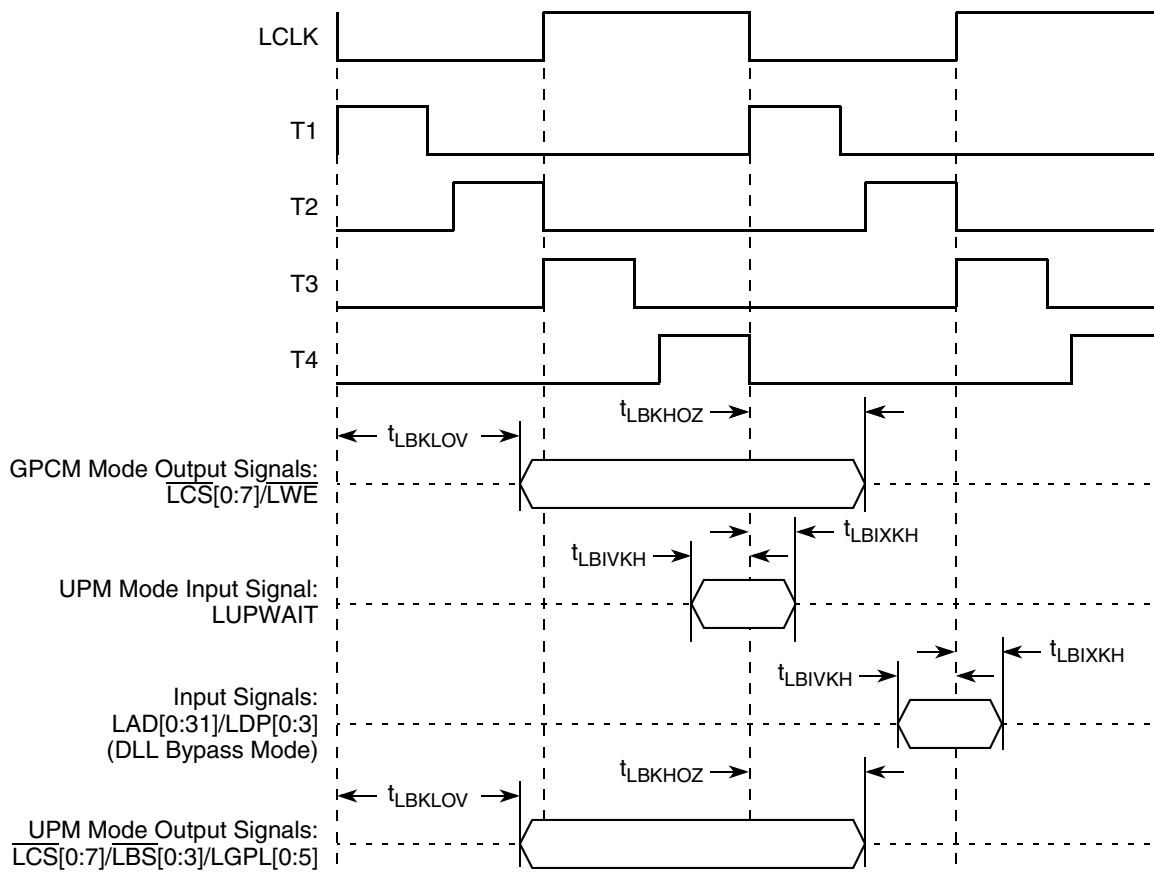 LCLK
T1
T2
T3
T4
tLBKHOZ
tLBKLOV
GPCM Mode Output Signals:
LCS[0:7]/LWE
tLBIXKH
tLBIVKH
UPM Mode Input Signal:
LUPWAIT
tLBIXKH
tLBIVKH
Input Signals:
LAD[0:31]/LDP[0:3]
(DLL Bypass Mode)
tLBKHOZ
tLBKLOV
UPM Mode Output Signals:
LCS[0:7]/LBS[0:3]/LGPL[0:5]